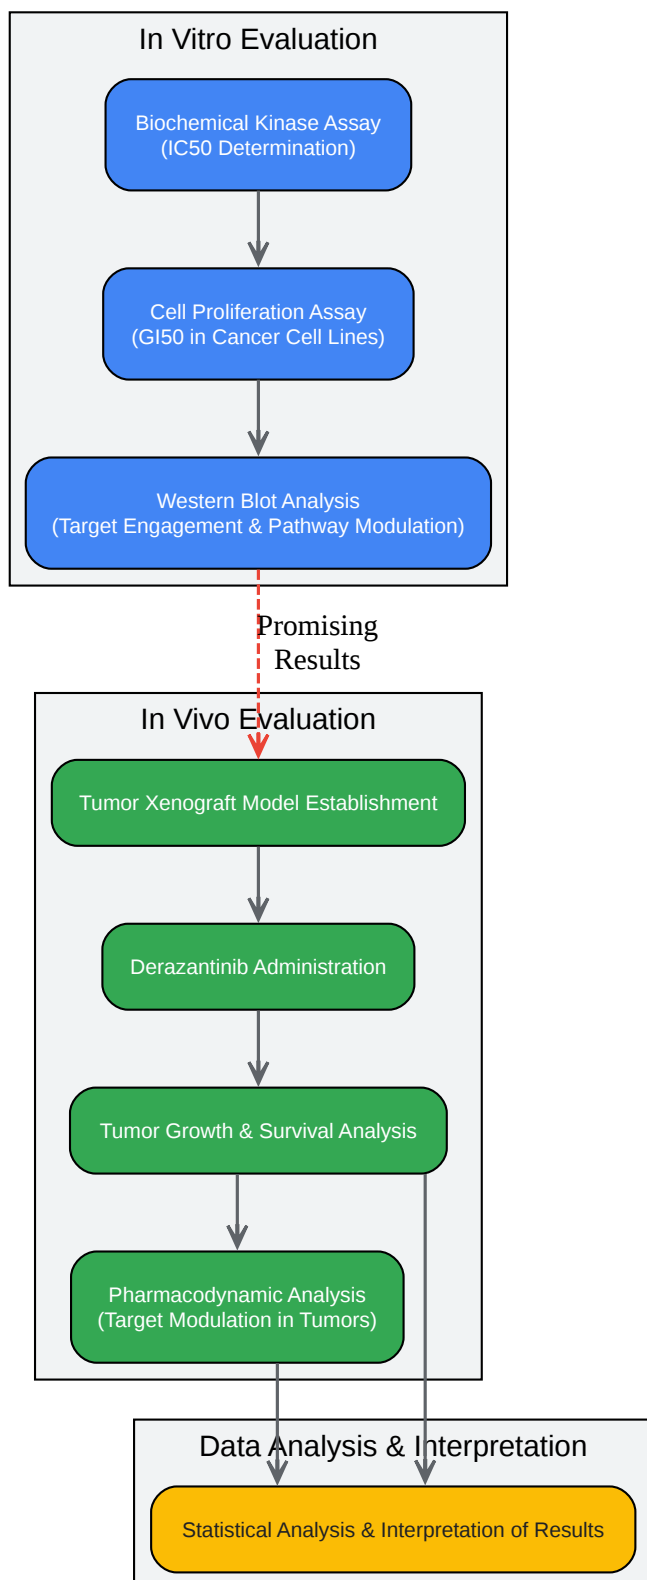 In Vitro Evaluation
Biochemical Kinase Assay
(IC50 Determination)
Cell Proliferation Assay
(GI50 in Cancer Cell Lines)
Western Blot Analysis
(Target Engagement & Pathway Modulation)
Promising
Results
In Vivo Evaluation
Tumor Xenograft Model Establishment
Derazantinib Administration
Tumor Growth & Survival Analysis
Pharmacodynamic Analysis
(Target Modulation in Tumors)
Data Analysis & Interpretation
Statistical Analysis & Interpretation of Results